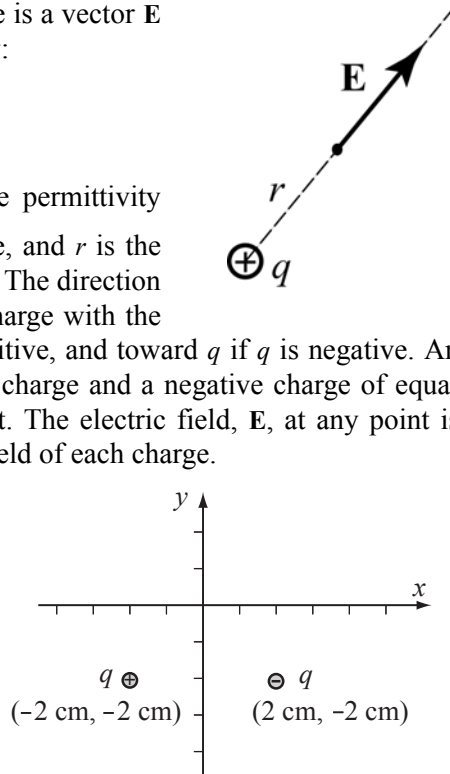 e is a vector E
:
E
r
q
e permittivity
e, and r is the
The direction
harge with the
itive, and toward q if q is negative. An
charge and a negative charge of equa
t. The electric field, E, at any point is
eld of each charge.
y
x
q
q
(-2 cm, -2 cm)
(2 cm, -2 cm)